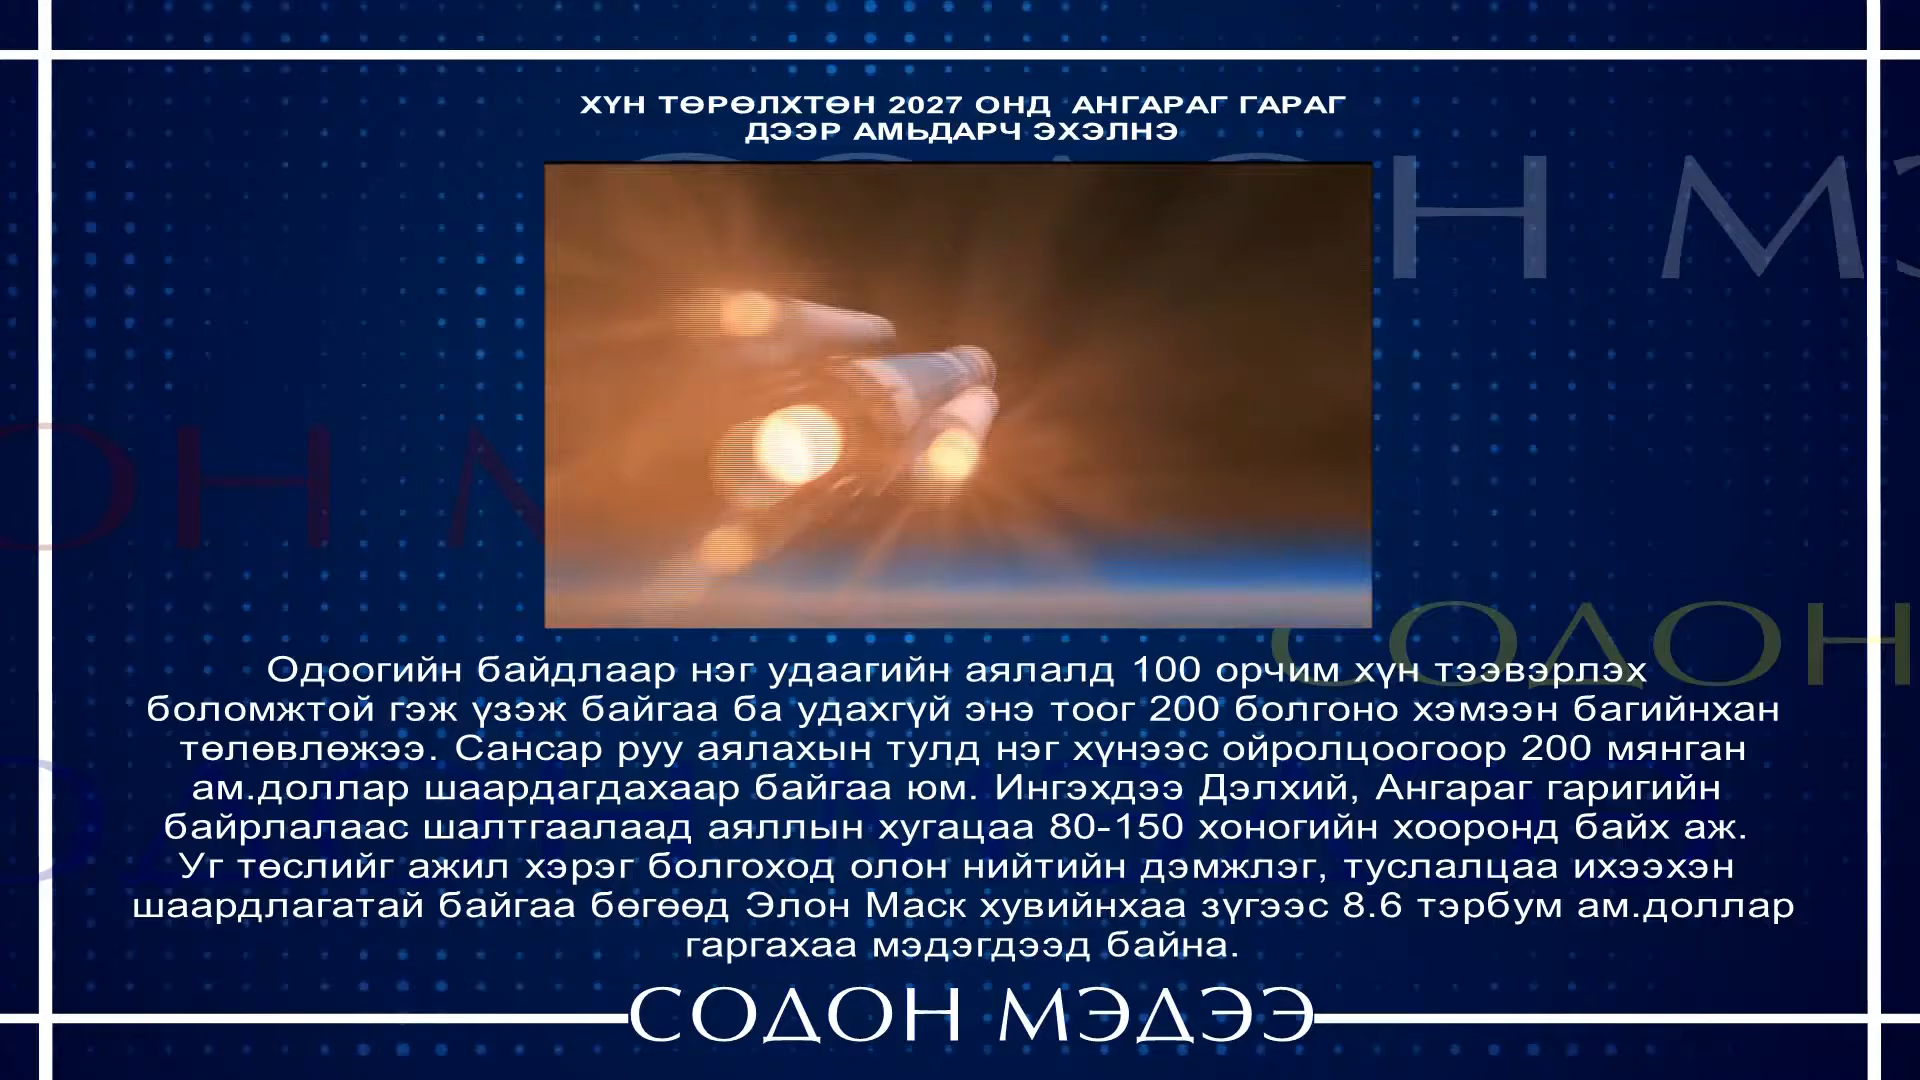 ХҮН ТӨРӨЛХТӨН 2027 ОНД АНГАРАГ ГАРАГ
ДЭЭР АМЬДАРЧ ЭХЭЛНЭ
ОН М
ОН МЭ
СОДОН
Одоогийн байдлаар нэг удаагийн аялалд 100 орчим хүн тээвэрлэх
боломжтой гэж үзэж байгаа ба удахгүй энэ тоог 200 болгоно хэмээн багийнхан
төлөвлөжээ. Сансар руу аялахын тулд нэг хүнээс ойролцоогоор 200 мянган
ам.доллар шаардагдахаар байгаа юм. Ингэхдээ Дэлхий, Ангараг гаригийн
байрлалаас шалтгаалаад аяллын хугацаа 80-150 хоногийн хооронд байх аж.
Уг төслийг ажил хэрэг болгоход олон нийтийн дэмжлэг, туслалцаа ихээхэн
шаардлагатай байгаа бөгөөд Элон Маск хувийнхаа зүгээс 8.6 тэрбум ам.доллар
гаргахаа мэдэгдээд байна.
СОДОН МЭДЭЭ